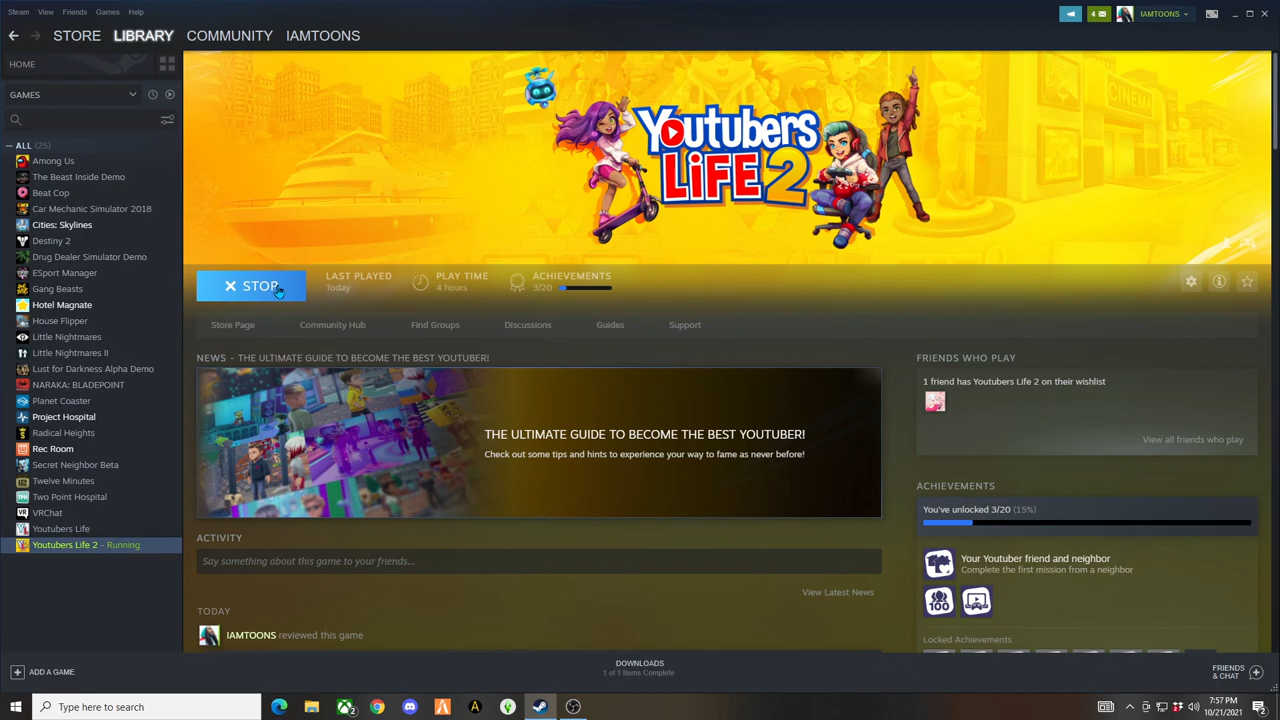 Steam View Friends Games Help
4 IAMTOONS
STORE LIBRARY COMMUNITY IAMTOONS
HOME
GAMES
ALL (25)
Among Us
The Beast Inside Demo
Beat Cop
Car Mechanic Simulator 2018
Cities: Skylines
Destiny 2
Drug Dealer Simulator Demo
ESport Manager
Gang Beasts
Hotel Magnate
House Flipper
Little Nightmares
Little Nightmares II
Lust for Darkness Alpha Demo
NARAKA: BLADEPOINT
Planet Coaster
Project Hospital
Radical Heights
Rec Room
Secret Neighbor Beta
Twelve Minutes
Two Point Hospital
VRChat
Youtubers Life
Youtubers Life 2 - Running
YouTubers
LiFE 2
CINEMA
STOP
LAST PLAYED
Today
PLAY TIME
4 hours
ACHIEVEMENTS
3/20
Store Page Community Hub Find Groups Discussions Guides Support
NEWS - THE ULTIMATE GUIDE TO BECOME THE BEST YOUTUBER!
THE ULTIMATE GUIDE TO BECOME THE BEST YOUTUBER!
Check out some tips and hints to experience your way to fame as never before!
ACTIVITY
Say something about this game to your friends...
View Latest News
TODAY
IAMTOONS reviewed this game
FRIENDS WHO PLAY
1 friend has Youtubers Life 2 on their wishlist
View all friends who play
ACHIEVEMENTS
You've unlocked 3/20 (15%)
Your Youtuber friend and neighbor
Complete the first mission from a neighbor
100
Locked Achievements
ADD A GAME
DOWNLOADS
1 of 1 Items Complete
FRIENDS
& CHAT
Type here to search
2
7:57 PM
10/21/2021
2